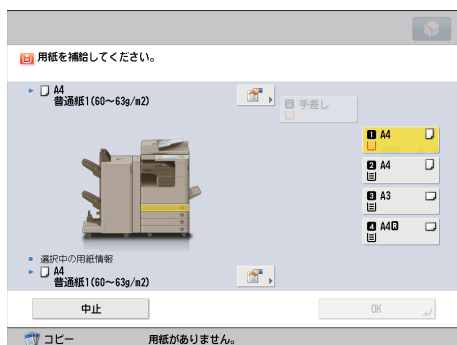 用紙を補給してください。
A4
普通紙1(60～63g/m2)
手差し
1 A4
2 A4
3 A3
4 A4R
選択中の用紙情報
A4
普通紙1(60～63g/m2)
中止
OK
コピー 用紙がありません。